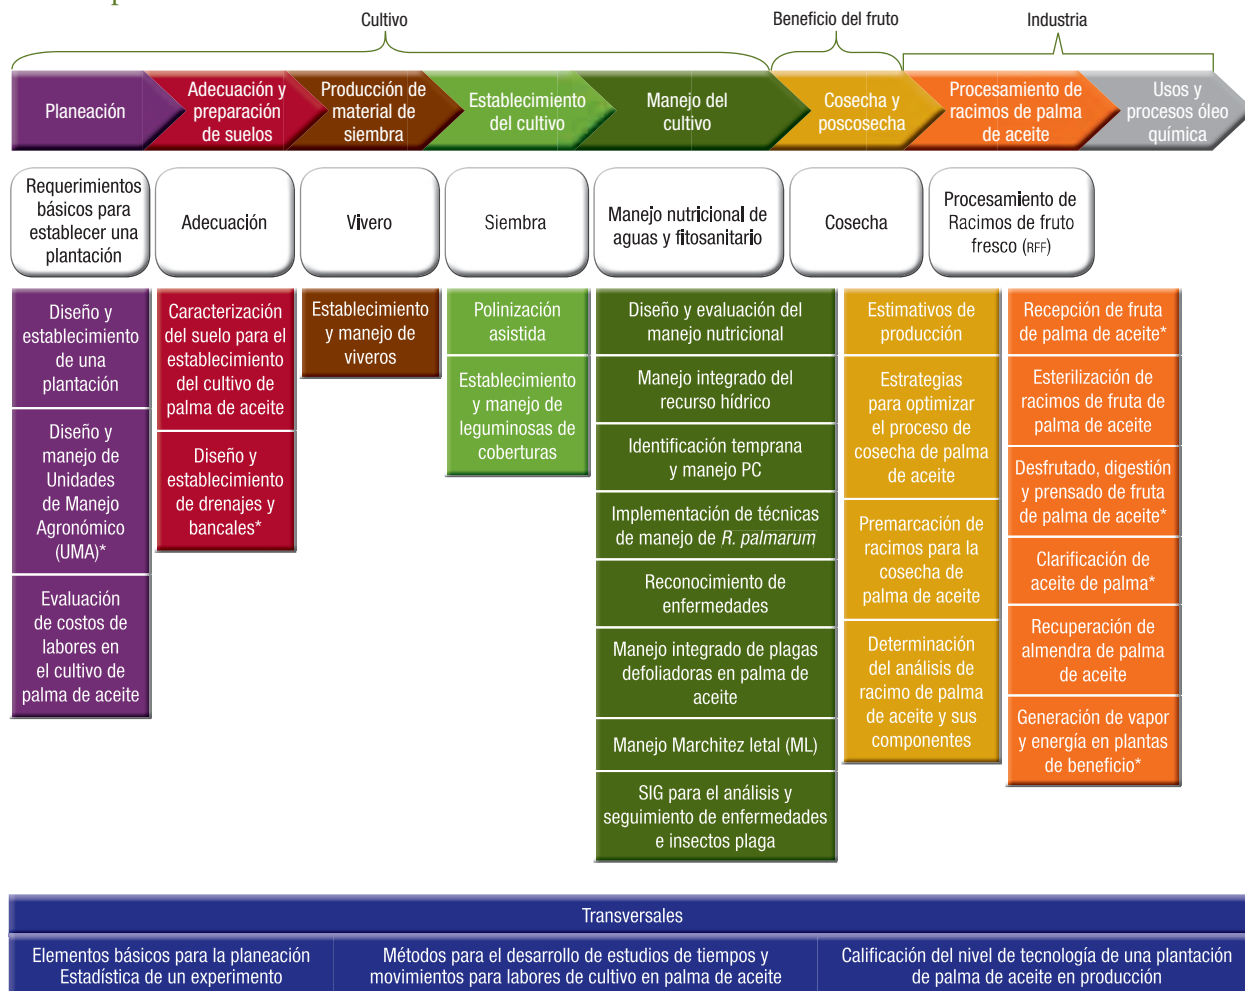 Cultivo
Beneficio del fruto
Industria
Planeación
Adecuación y
preparación
de suelos
Producción de
material de
siembra
Establecimiento
del cultivo
Manejo del
cultivo
Cosecha y
poscosecha
Procesamiento de
racimos de palma
de aceite
Usos y
procesos óleo
química
Requerimientos
básicos para
establecer una
plantación
Adecuación
Vivero
Siembra
Manejo nutricional de
aguas y fitosanitario
Cosecha
Procesamiento de
Racimos de fruto
fresco (RFF)
Diseño y
establecimiento
de una
plantación
Diseño y
manejo de
Unidades
de Manejo
Agronómico
(UMA)*
Evaluación
de costos de
labores en
el cultivo de
palma de aceite
Caracterización
del suelo para el
establecimiento
del cultivo de
palma de aceite
Diseño y
establecimiento
de drenajes y
bancales*
Establecimiento
y manejo de
viveros
Polinización
asistida
Establecimiento
y manejo de
leguminosas de
coberturas
Diseño y evaluación del
manejo nutricional
Manejo integrado del
recurso hídrico
Identificación temprana
y manejo PC
Implementación de técnicas
de manejo de R. palmarum
Reconocimiento de
enfermedades
Manejo integrado de plagas
defoliadoras en palma de
aceite
Manejo Marchitez letal (ML)
SIG para el análisis y
seguimiento de enfermedades
e insectos plaga
Estimativos de
producción
Estrategias
para optimizar
el proceso de
cosecha de palma
de aceite
Premarcación de
racimos para la
cosecha de
palma de aceite
Determinación
del análisis de
racimo de palma
de aceite y sus
componentes
Recepción de fruta
de palma de aceite*
Esterilización de
racimos de fruta de
palma de aceite
Desfrutado, digestión
y prensado de fruta
de palma de aceite*
Clarificación de
aceite de palma*
Recuperación de
almendra de palma
de aceite
Generación de vapor
y energía en plantas
de beneficio*
Transversales
Elementos básicos para la planeación
Estadística de un experimento
Métodos para el desarrollo de estudios de tiempos y
movimientos para labores de cultivo en palma de aceite
Calificación del nivel de tecnología de una plantación
de palma de aceite en producción